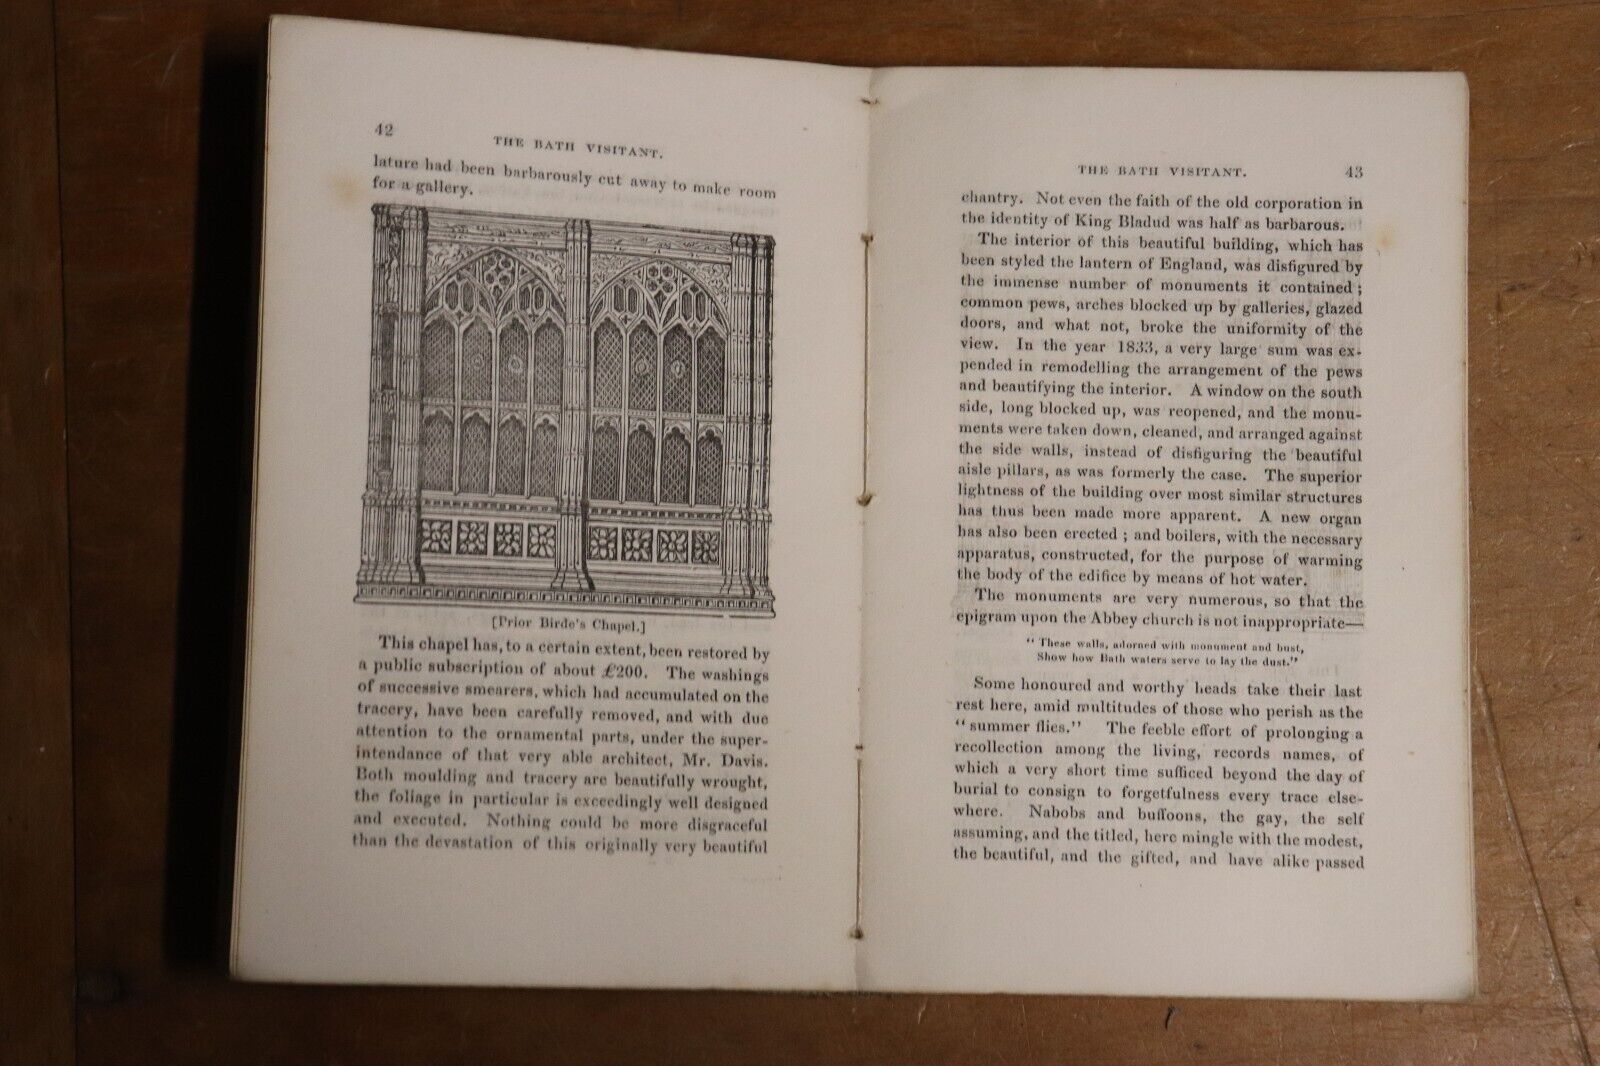 42
THE BATH VISITANT.
lature had been barbarously cut away to make room
for a gallery.
[Prior Birde's Chapel.]
This chapel has, to a certain extent, been restored by
a public subscription of about £200. The washings
of successive smearers, which had accumulated on the
tracery, have been carefully removed, and with due
attention to the ornamental parts, under the super-
intendance of that very able architect, Mr. Davis.
Both moulding and tracery are beautifully wrought,
the foliage in particular is exceedingly well designed
and executed. Nothing could be more disgraceful
than the devastation of this originally very beautiful
THE BATH VISITANT. 43
chantry. Not even the faith of the old corporation in
the identity of King Bladud was half as barbarous.
The interior of this beautiful building, which has
been styled the lantern of England, was disfigured by
the immense number of monuments it contained;
common pews, arches blocked up by galleries, glazed
doors, and what not, broke the uniformity of the
view. In the year 1833, a very large sum was ex-
pended in remodelling the arrangement of the pews
and beautifying the interior. A window on the south
side, long blocked up, was reopened, and the monu-
ments were taken down, cleaned, and arranged against
the side walls, instead of disfiguring the beautiful
aisle pillars, as was formerly the case. The superior
lightness of the building over most similar structures
has thus been made more apparent. A new organ
has also been erected; and boilers, with the necessary
apparatus, constructed, for the purpose of warming
the body of the edifice by means of hot water.
The monuments are very numerous, so that the
epigram upon the Abbey church is not inappropriate—
"These walls, adorned with monument and bust,
Show how Bath waters serve to lay the dust."
Some honoured and worthy heads take their last
rest here, amid multitudes of those who perish as the
"summer flies." The feeble effort of prolonging a
recollection among the living, records names, of
which a very short time sufficed beyond the day of
burial to consign to forgetfulness every trace else-
where. Nabobs and buffoons, the gay, the self
assuming, and the titled, here mingle with the modest,
the beautiful, and the gifted, and have alike passed